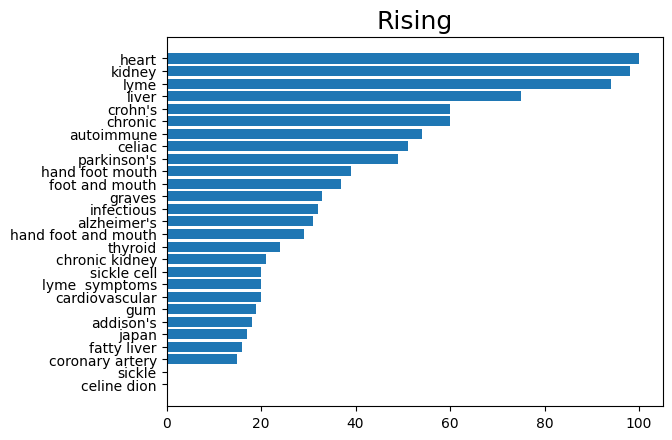 Rising
heart
kidney
lyme
liver
crohn's
chronic
autoimmune
celiac
parkinson's
hand foot mouth
foot and mouth
graves
infectious
alzheimer's
hand foot and mouth
thyroid
chronic kidney
sickle cell
lyme  symptoms
cardiovascular
gum
addison's
japan
fatty liver
coronary artery
sickle
celine dion
0 20 40 60 80 100